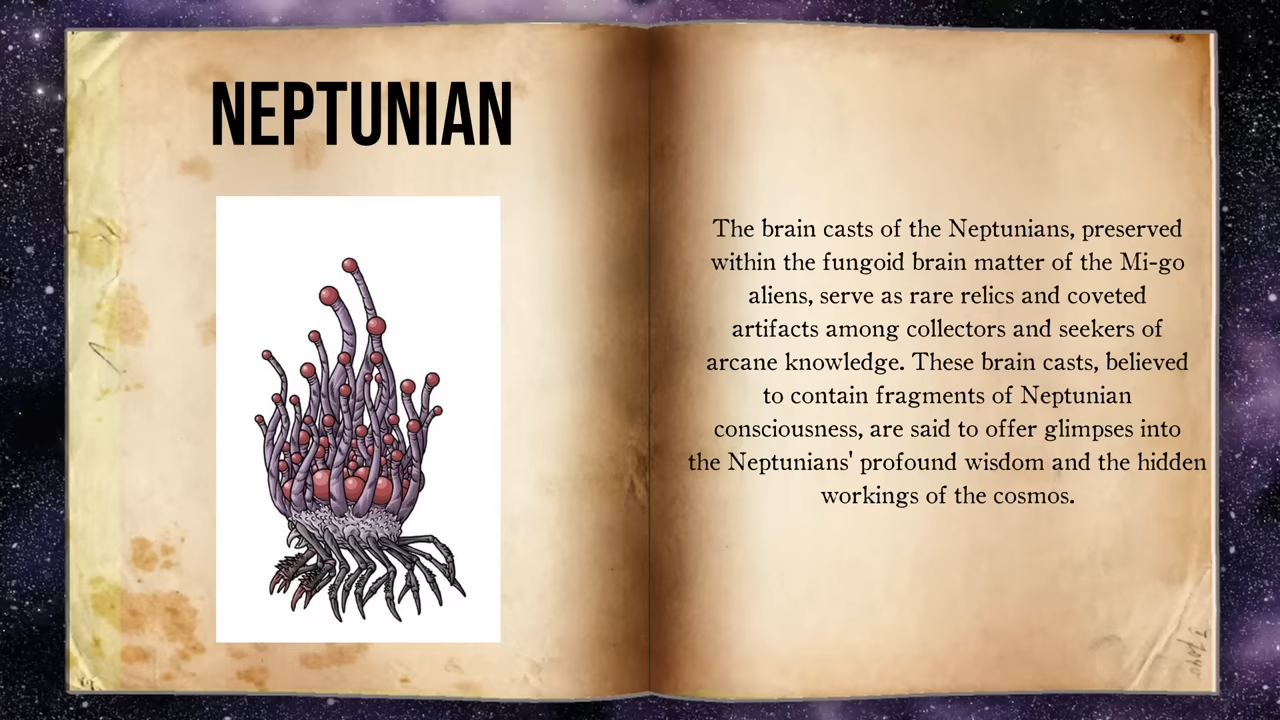 NEPTUNIAN
The brain casts of the Neptunians, preserved
within the fungoid brain matter of the Mi-go
aliens, serve as rare relics and coveted
artifacts among collectors and seekers of
arcane knowledge. These brain casts, believed
to contain fragments of Neptunian
consciousness, are said to offer glimpses into
the Neptunians' profound wisdom and the hidden
workings of the cosmos.